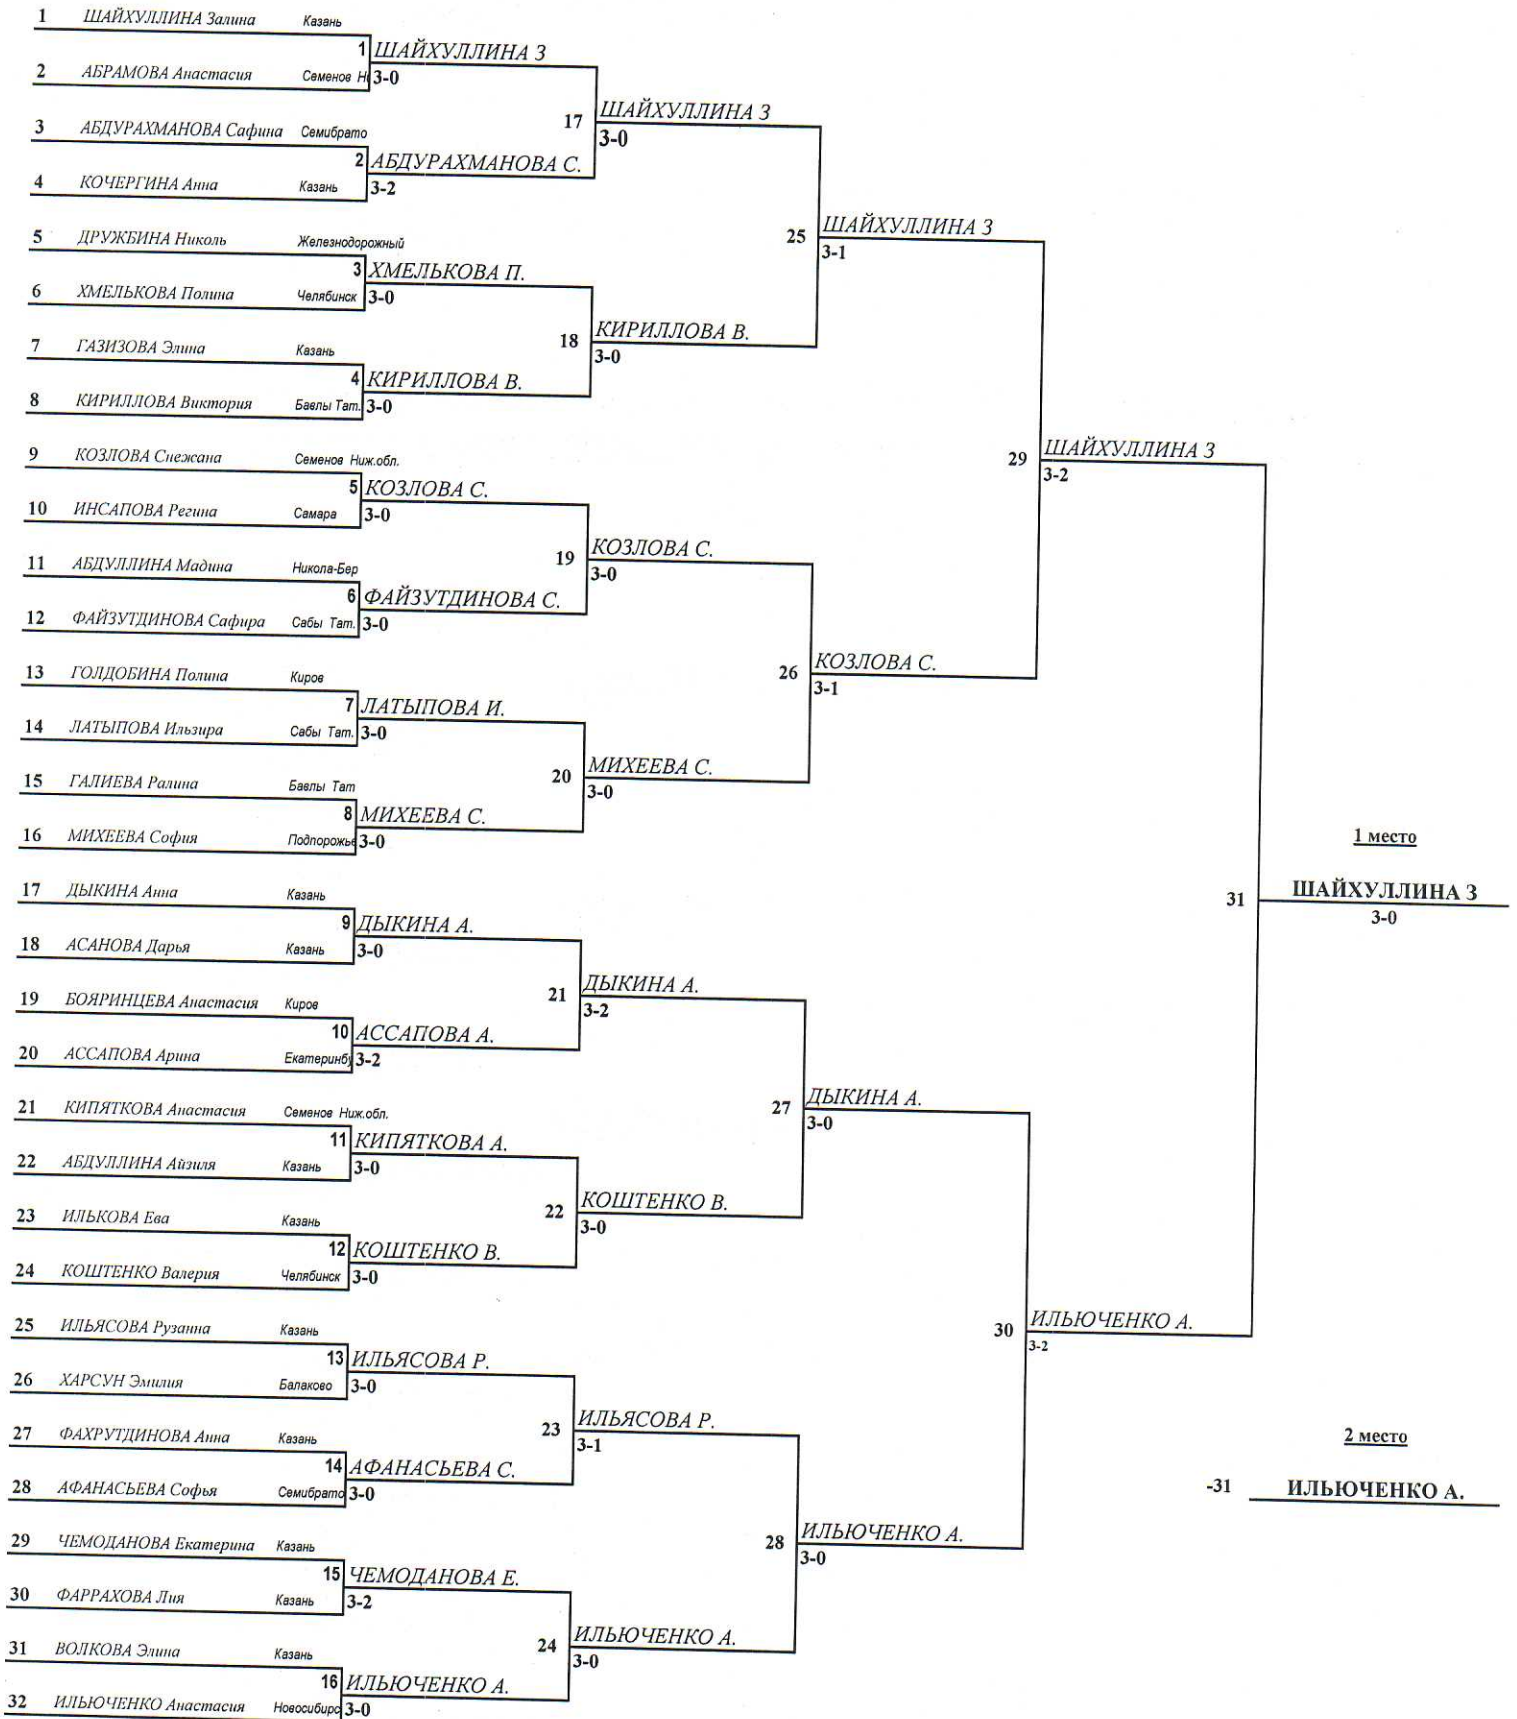 1 ШАЙХУЛЛИНА Залина Казань
1 ШАЙХУЛЛИНА З
2 АБРАМОВА Анастасия Семенов Ни 3-0
17 ШАЙХУЛЛИНА З
3-0
3 АБДУРАХМАНОВА Сафина Семибрато
2 АБДУРАХМАНОВА С.
4 КОЧЕРГИНА Анна Казань 3-2
25 ШАЙХУЛЛИНА З
3-1
5 ДРУЖБИНА Николь Железнодорожный
3 ХМЕЛЬКОВА П.
6 ХМЕЛЬКОВА Полина Челябинск 3-0
18 КИРИЛЛОВА В.
3-0
7 ГАЗИЗОВА Элина Казань
4 КИРИЛЛОВА В.
8 КИРИЛЛОВА Виктория Бавлы Тат. 3-0
29 ШАЙХУЛЛИНА З
3-2
9 КОЗЛОВА Снежана Семенов Ниж.обл.
5 КОЗЛОВА С.
10 ИНСАПОВА Регина Самара 3-0
19 КОЗЛОВА С.
3-0
11 АБДУЛЛИНА Мадина Никола-Бер
6 ФАЙЗУТДИНОВА С.
12 ФАЙЗУТДИНОВА Сафира Сабы Тат. 3-0
26 КОЗЛОВА С.
3-1
13 ГОЛДОБИНА Полина Киров
7 ЛАТЫПОВА И.
14 ЛАТЫПОВА Ильзира Сабы Тат. 3-0
20 МИХЕЕВА С.
3-0
15 ГАЛИЕВА Ралина Бавлы Тат
8 МИХЕЕВА С.
16 МИХЕЕВА София Подпорожье 3-0
1 место
31 ШАЙХУЛЛИНА З
3-0
17 ДЫКИНА Анна Казань
9 ДЫКИНА А.
18 АСАНОВА Дарья Казань 3-0
21 ДЫКИНА А.
3-2
19 БОЯРИНЦЕВА Анастасия Киров
10 АССАПОВА А.
20 АССАПОВА Арина Екатеринбу 3-2
27 ДЫКИНА А.
3-0
21 КИПЯТКОВА Анастасия Семенов Ниж.обл.
11 КИПЯТКОВА А.
22 АБДУЛЛИНА Айзиля Казань 3-0
22 КОШТЕНКО В.
3-0
23 ИЛЬКОВА Ева Казань
12 КОШТЕНКО В.
24 КОШТЕНКО Валерия Челябинск 3-0
30 ИЛЬЮЧЕНКО А.
3-2
25 ИЛЬЯСОВА Рузанна Казань
13 ИЛЬЯСОВА Р.
26 ХАРСУН Эмилия Балаково 3-0
23 ИЛЬЯСОВА Р.
3-1
27 ФАХРУТДИНОВА Анна Казань
14 АФАНАСЬЕВА С.
28 АФАНАСЬЕВА Софья Семибрато 3-0
2 место
-31 ИЛЬЮЧЕНКО А.
28 ИЛЬЮЧЕНКО А.
3-0
29 ЧЕМОДАНОВА Екатерина Казань
15 ЧЕМОДАНОВА Е.
30 ФАРРАХОВА Лия Казань 3-2
24 ИЛЬЮЧЕНКО А.
3-0
31 ВОЛКОВА Элина Казань
16 ИЛЬЮЧЕНКО А.
32 ИЛЬЮЧЕНКО Анастасия Новосибирс 3-0